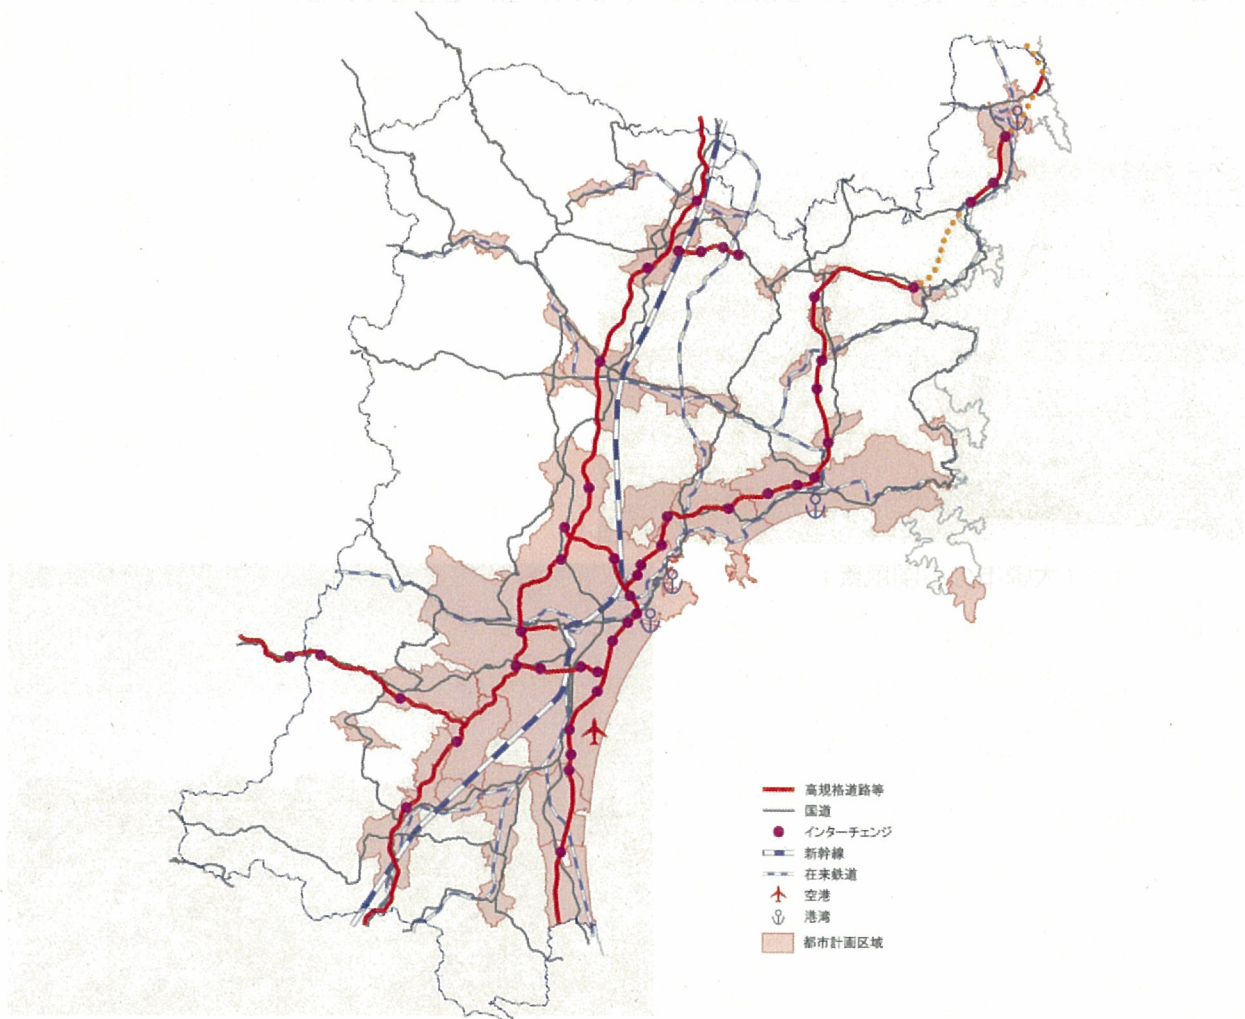 高規格道路等
国道
インターチェンジ
新幹線
在来鉄道
空港
港湾
都市計画区域